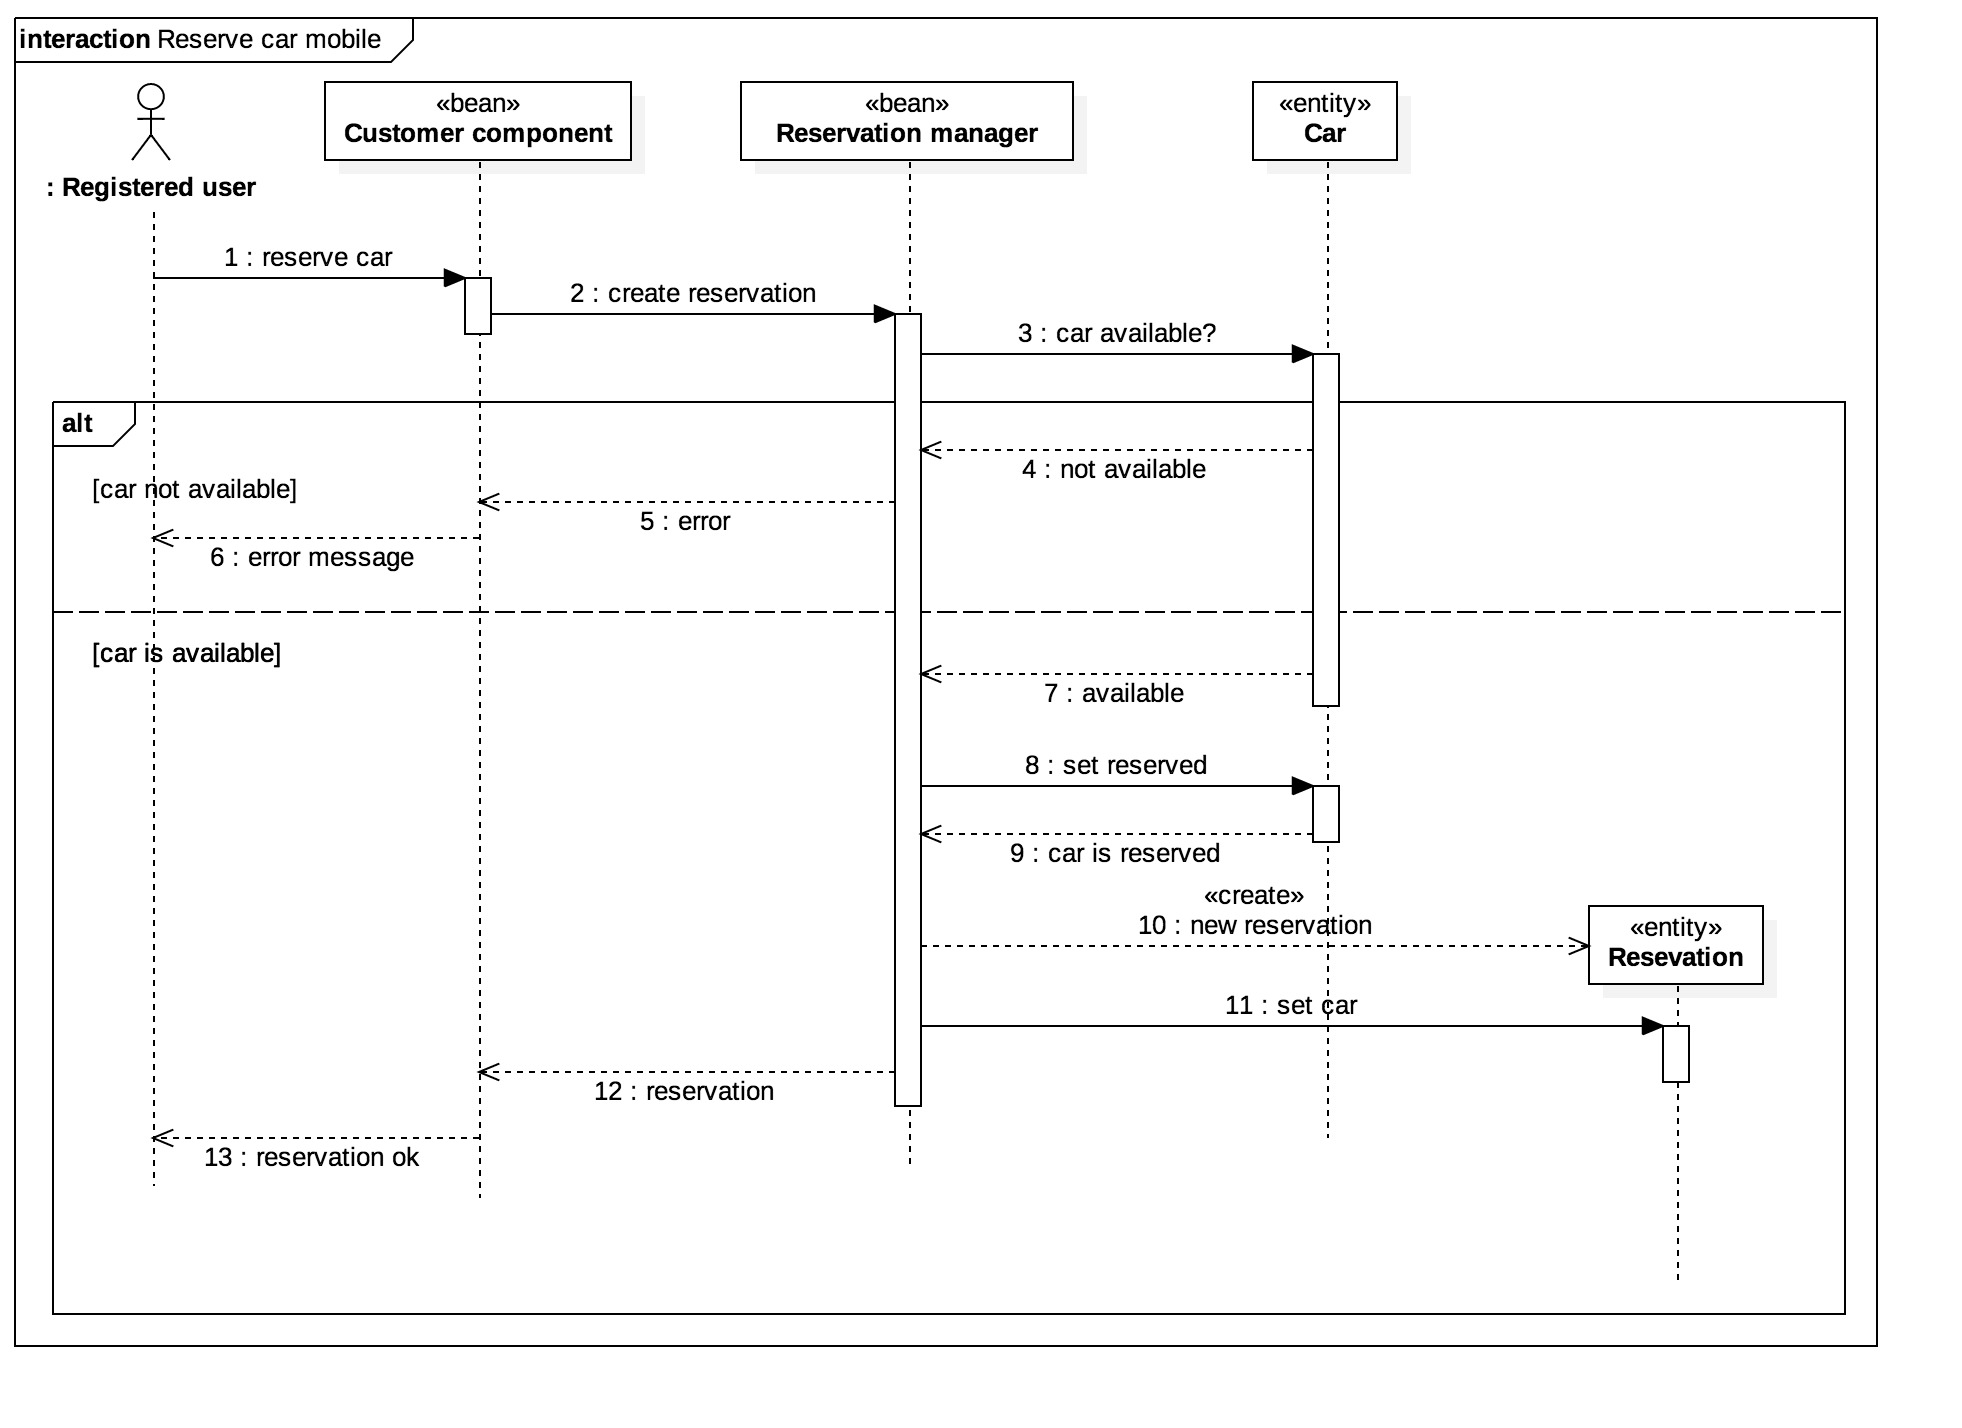 interaction Reserve car mobile
«bean»
Customer component
«bean»
Reservation manager
«entity»
Car
: Registered user
1 : reserve car
2 : create reservation
3 : car available?
alt
4 : not available
[car not available]
5 : error
6 : error message
[car is available]
7 : available
8 : set reserved
9 : car is reserved
«create»
10 : new reservation
«entity»
Resevation
11 : set car
12 : reservation
13 : reservation ok